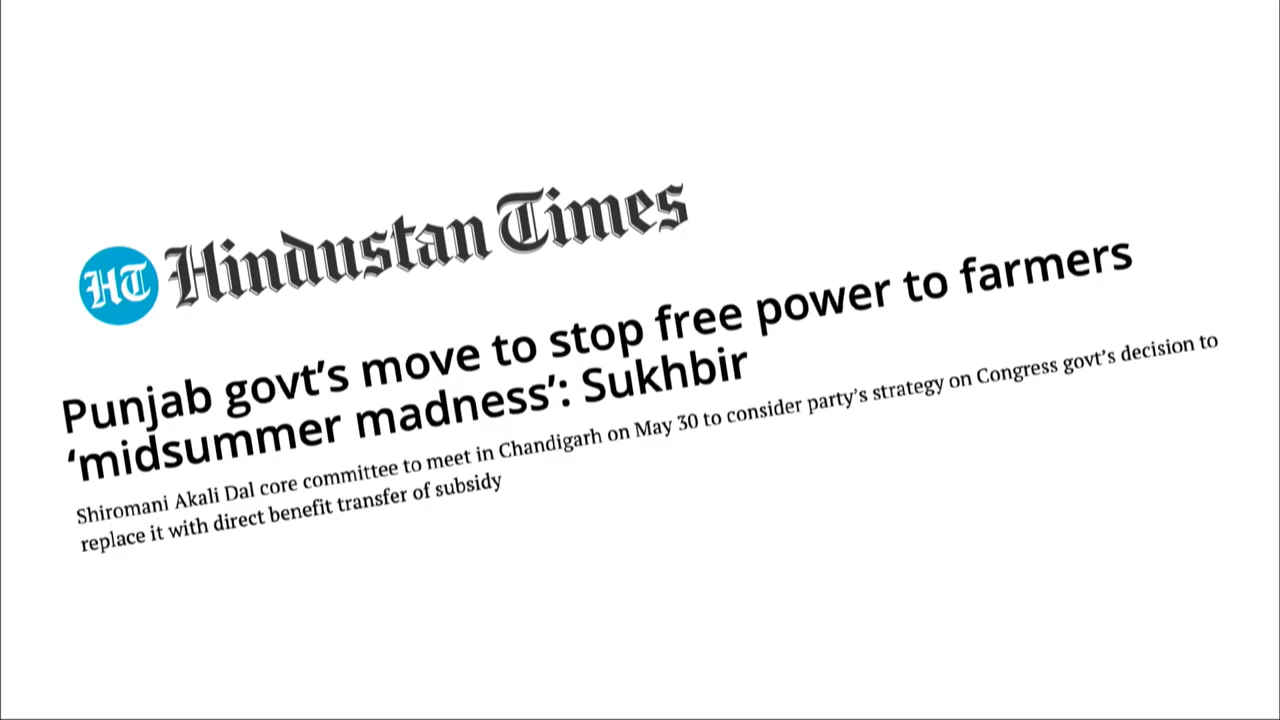 HT Hindustan Times
Punjab govt’s move to stop free power to farmers
‘midsummer madness’: Sukhbir
Shiromani Akali Dal core committee to meet in Chandigarh on May 30 to consider party’s strategy on Congress govt’s decision to
replace it with direct benefit transfer of subsidy